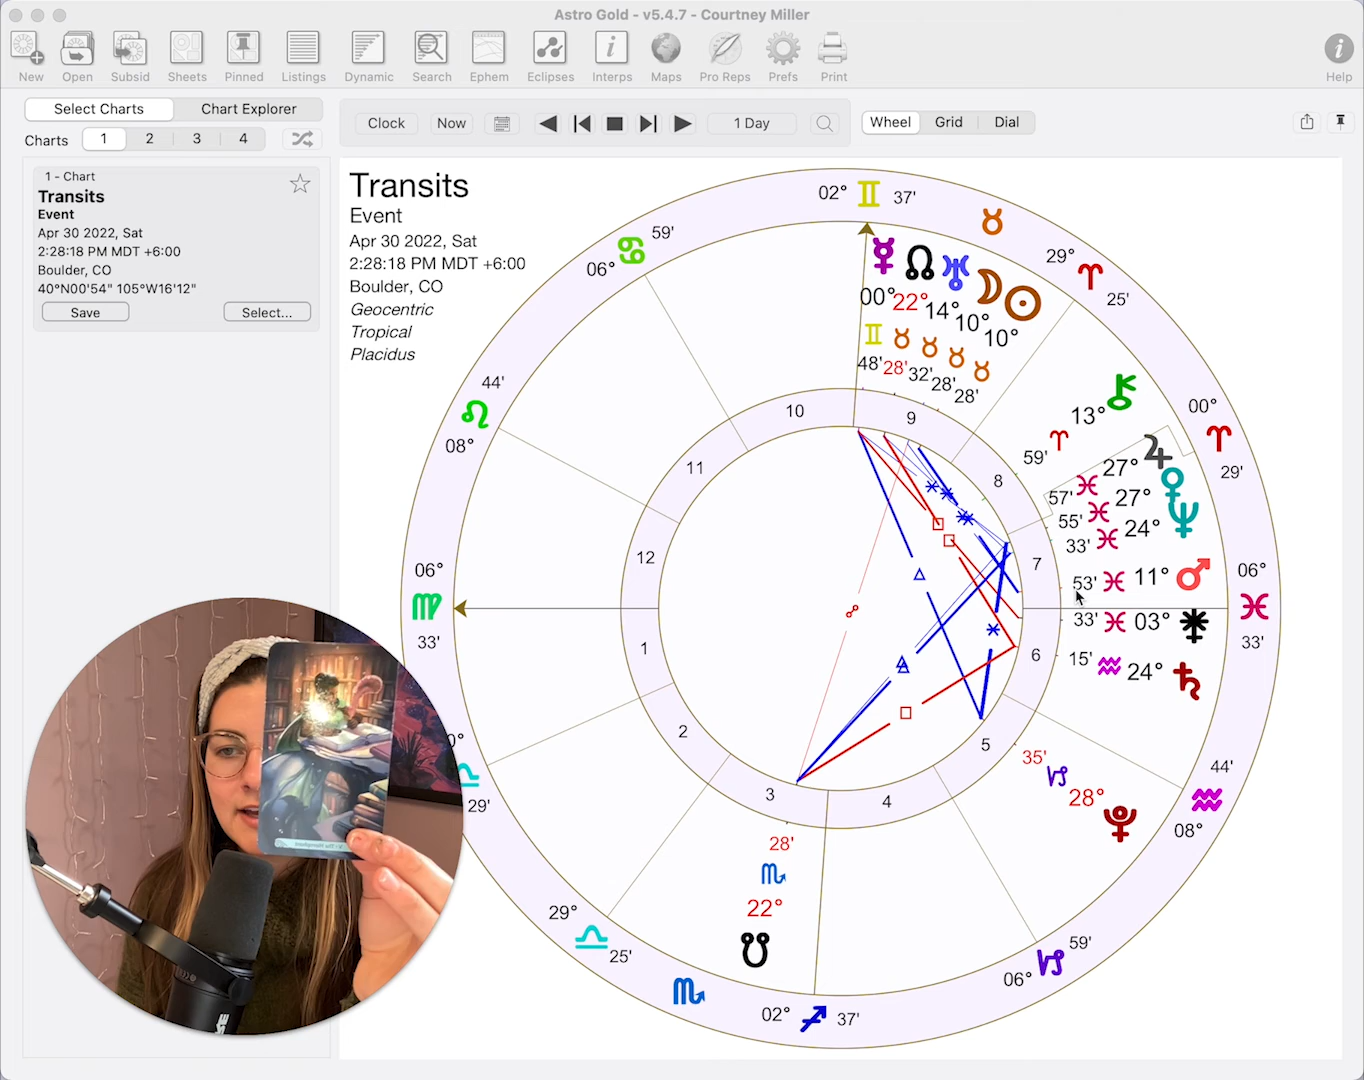 Astro Gold - v5.4.7 - Courtney Miller
New Open Subsid Sheets Pinned Listings Dynamic Search Ephem Eclipses Interps Maps Pro Reps Prefs Print Help
Select Charts Chart Explorer
Clock Now 1 Day Wheel Grid Dial
Charts 1 2 3 4
1 - Chart
Transits
Event
Apr 30 2022, Sat
2:28:18 PM MDT +6:00
Boulder, CO
40°N00'54" 105°W16'12"
Save Select...
Transits
Event
Apr 30 2022, Sat
2:28:18 PM MDT +6:00
Boulder, CO
Geocentric
Tropical
Placidus
02° ♊ 37'
♉
29° ♈ 25'
06° ♋ 59'
☿ ☊ ♅ ☽ ☉
00° 22° 14° 10° 10°
♊ ♉ ♉ ♉ ♉
48' 28' 32' 28' 28'
44' ♌ 08°
13° ⚷
59' ♈
00° ♈ 29'
57' ♓ 27° ♃
55' ♓ 27° ♀
33' ♓ 24° ♆
53' ♓ 11° ♂
33' ♓ 03° ⚵
15' ♒ 24° ♄
06° ♍ 33'
06° ♓ 33'
10
9
11
8
12
7
1
6
2
5
3
4
0° ♎ 29'
35' ♑ 28° ♇
44' ♒ 08°
28' ♏ 22° ☋
29° ♎ 25'
♏
02° ♐ 37'
06° ♑ 59'